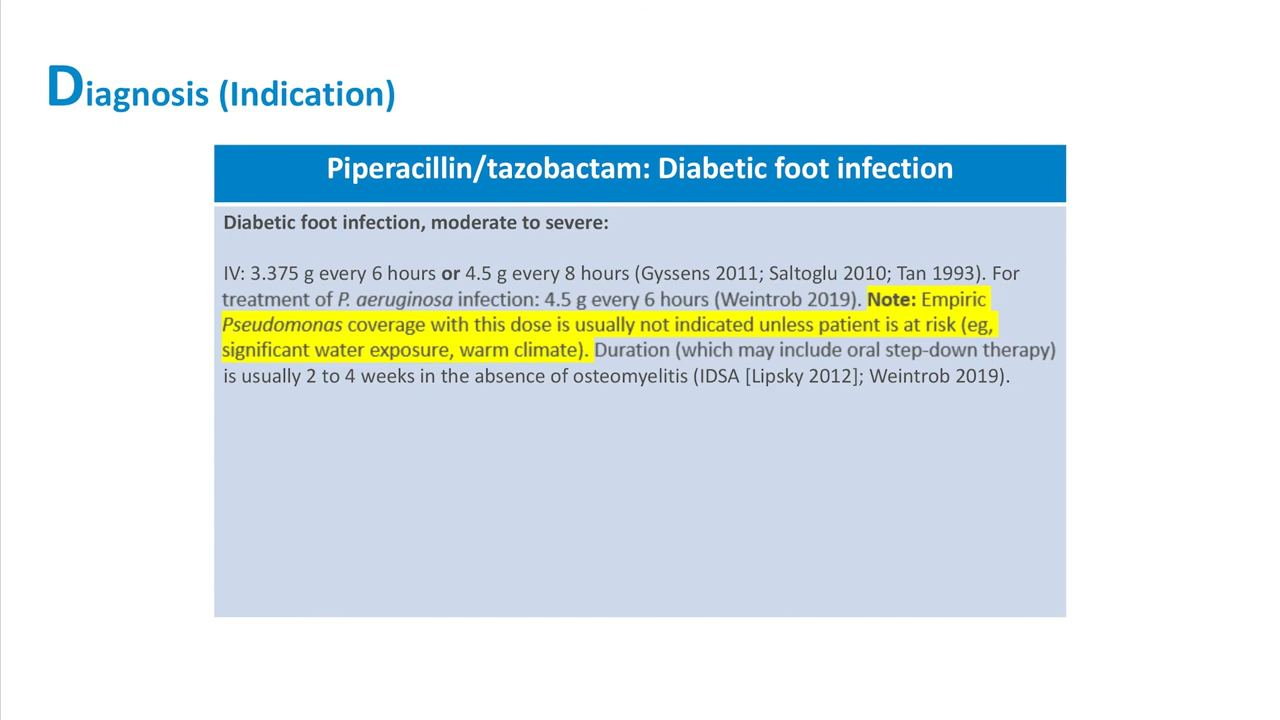 Diagnosis (Indication)
Piperacillin/tazobactam: Diabetic foot infection
Diabetic foot infection, moderate to severe:
IV: 3.375 g every 6 hours or 4.5 g every 8 hours (Gyssens 2011; Saltoglu 2010; Tan 1993). For
treatment of P. aeruginosa infection: 4.5 g every 6 hours (Weintrob 2019). Note: Empiric
Pseudomonas coverage with this dose is usually not indicated unless patient is at risk (eg,
significant water exposure, warm climate). Duration (which may include oral step-down therapy)
is usually 2 to 4 weeks in the absence of osteomyelitis (IDSA [Lipsky 2012]; Weintrob 2019).